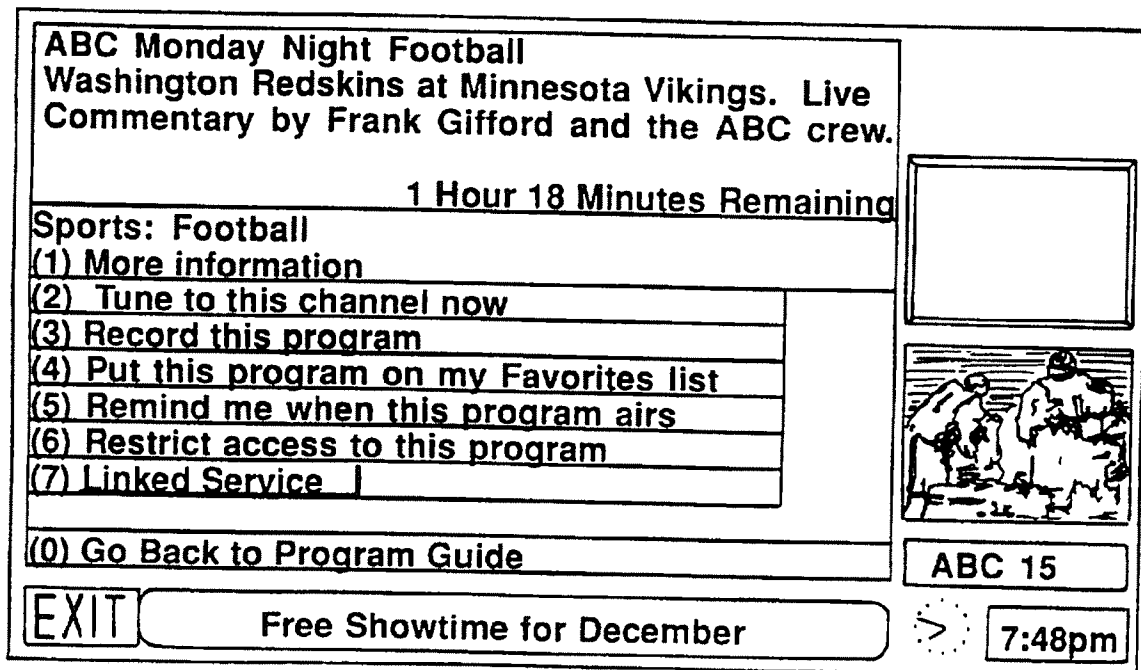 ABC Monday Night Football
Washington Redskins at Minnesota Vikings. Live
Commentary by Frank Gifford and the ABC crew.
1 Hour 18 Minutes Remaining
Sports: Football
(1) More information
(2) Tune to this channel now
(3) Record this program
(4) Put this program on my Favorites list
(5) Remind me when this program airs
(6) Restrict access to this program
(7) Linked Service
(0) Go Back to Program Guide
ABC 15
EXIT
Free Showtime for December
7:48pm